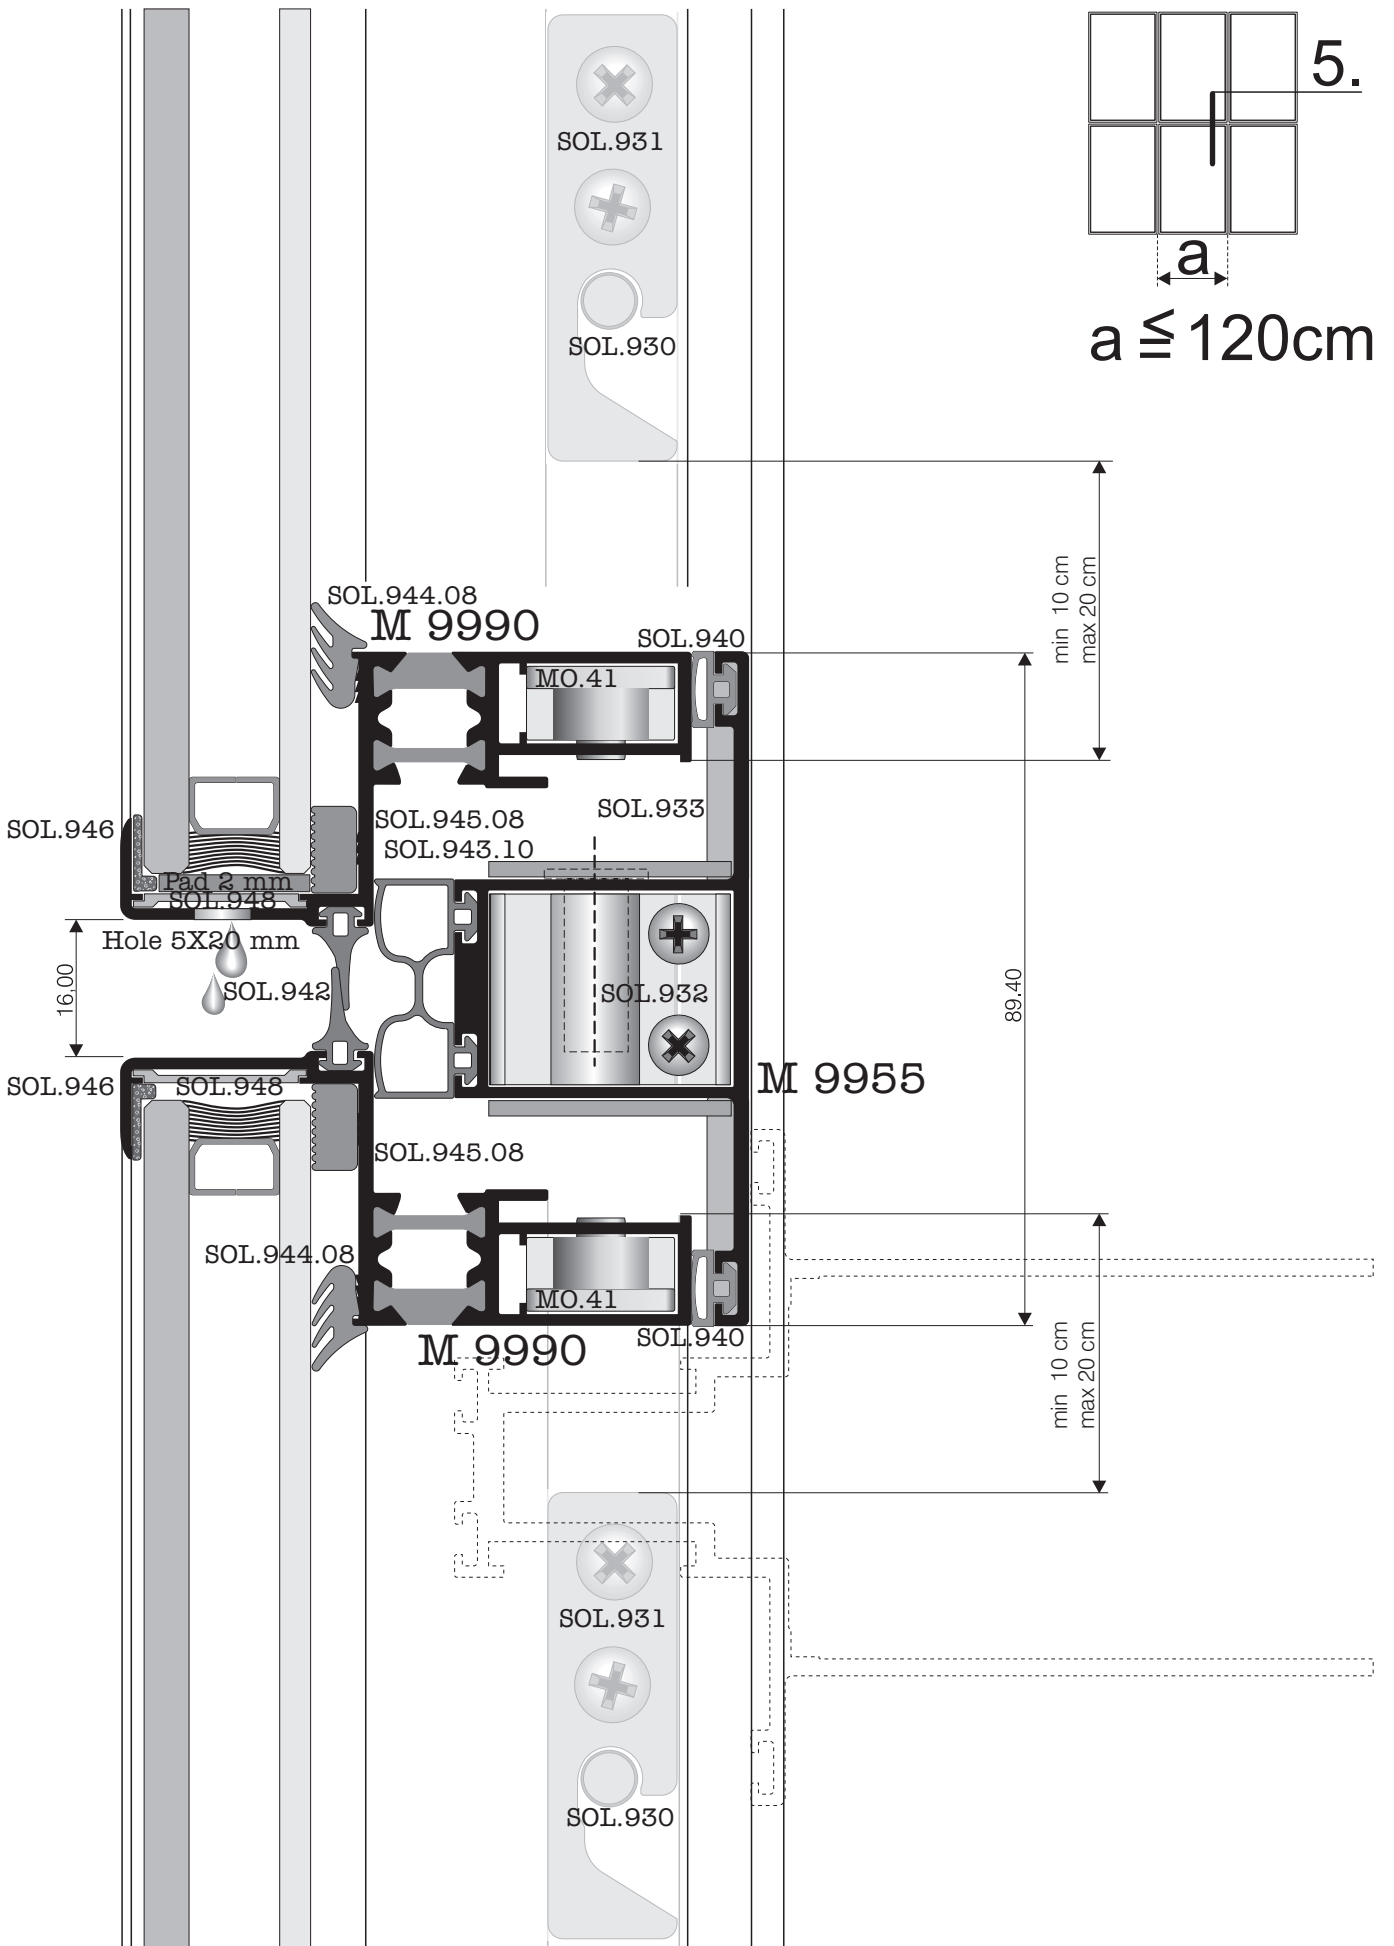 5.
a
a ≦ 120cm
SOL.931
SOL.930
min 10 cm
max 20 cm
SOL.944.08
M 9990
SOL.940
MO.41
SOL.945.08
SOL.933
SOL.946
SOL.943.10
Pad 2 mm
SOL.948
Hole 5X20 mm
16,00
SOL.942
SOL.932
89.40
M 9955
SOL.946
SOL.948
SOL.945.08
SOL.944.08
MO.41
SOL.940
M 9990
min 10 cm
max 20 cm
SOL.931
SOL.930